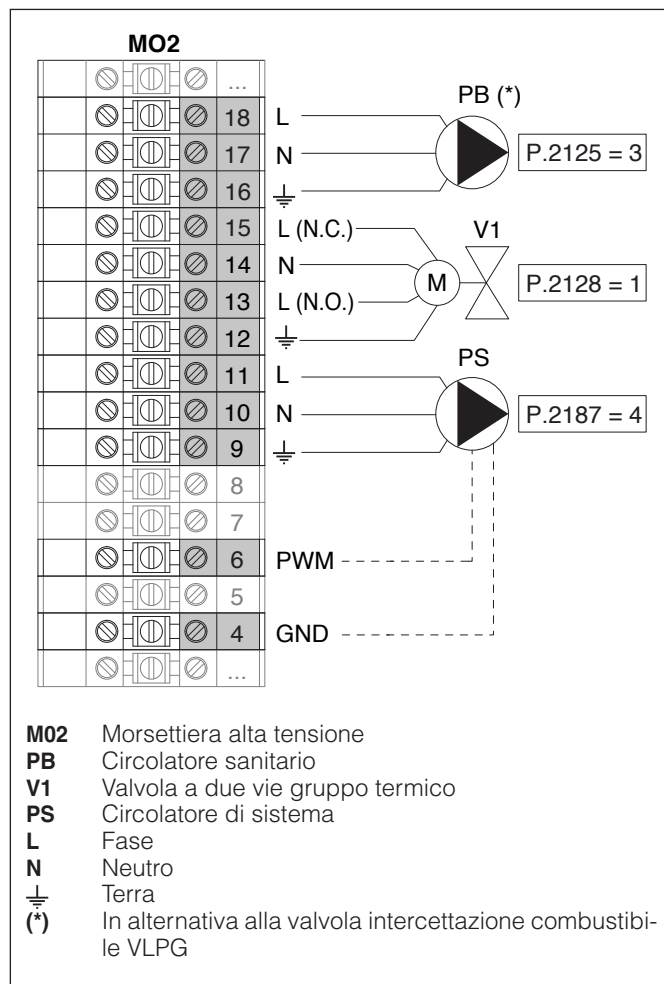 MO2
...
18 L PB (*)
17 N P.2125 = 3
16
15 L (N.C.) V1
14 N M P.2128 = 1
13 L (N.O.)
12
11 L PS
10 N P.2187 = 4
9
8
7
6 PWM
5
4 GND
...
M02 Morsettiera alta tensione
PB Circolatore sanitario
V1 Valvola a due vie gruppo termico
PS Circolatore di sistema
L Fase
N Neutro
⏚ Terra
(*) In alternativa alla valvola intercettazione combustibi-
le VLPG